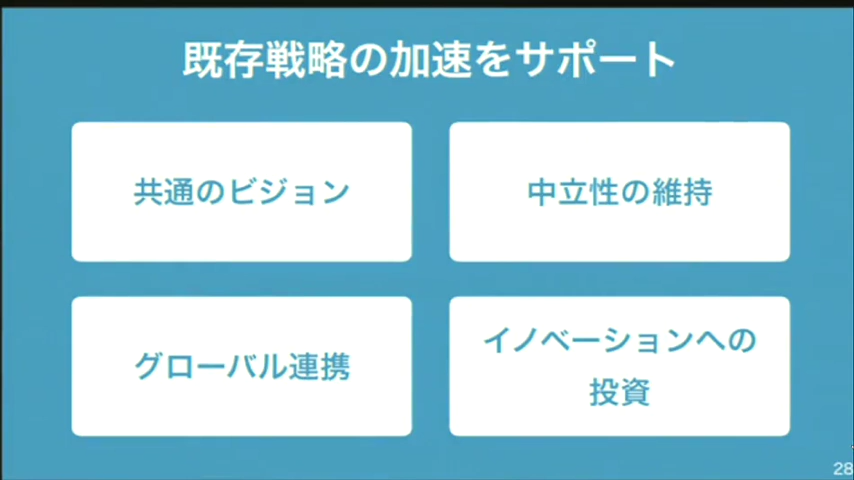 既存戦略の加速をサポート
共通のビジョン
中立性の維持
グローバル連携
イノベーションへの
投資
28